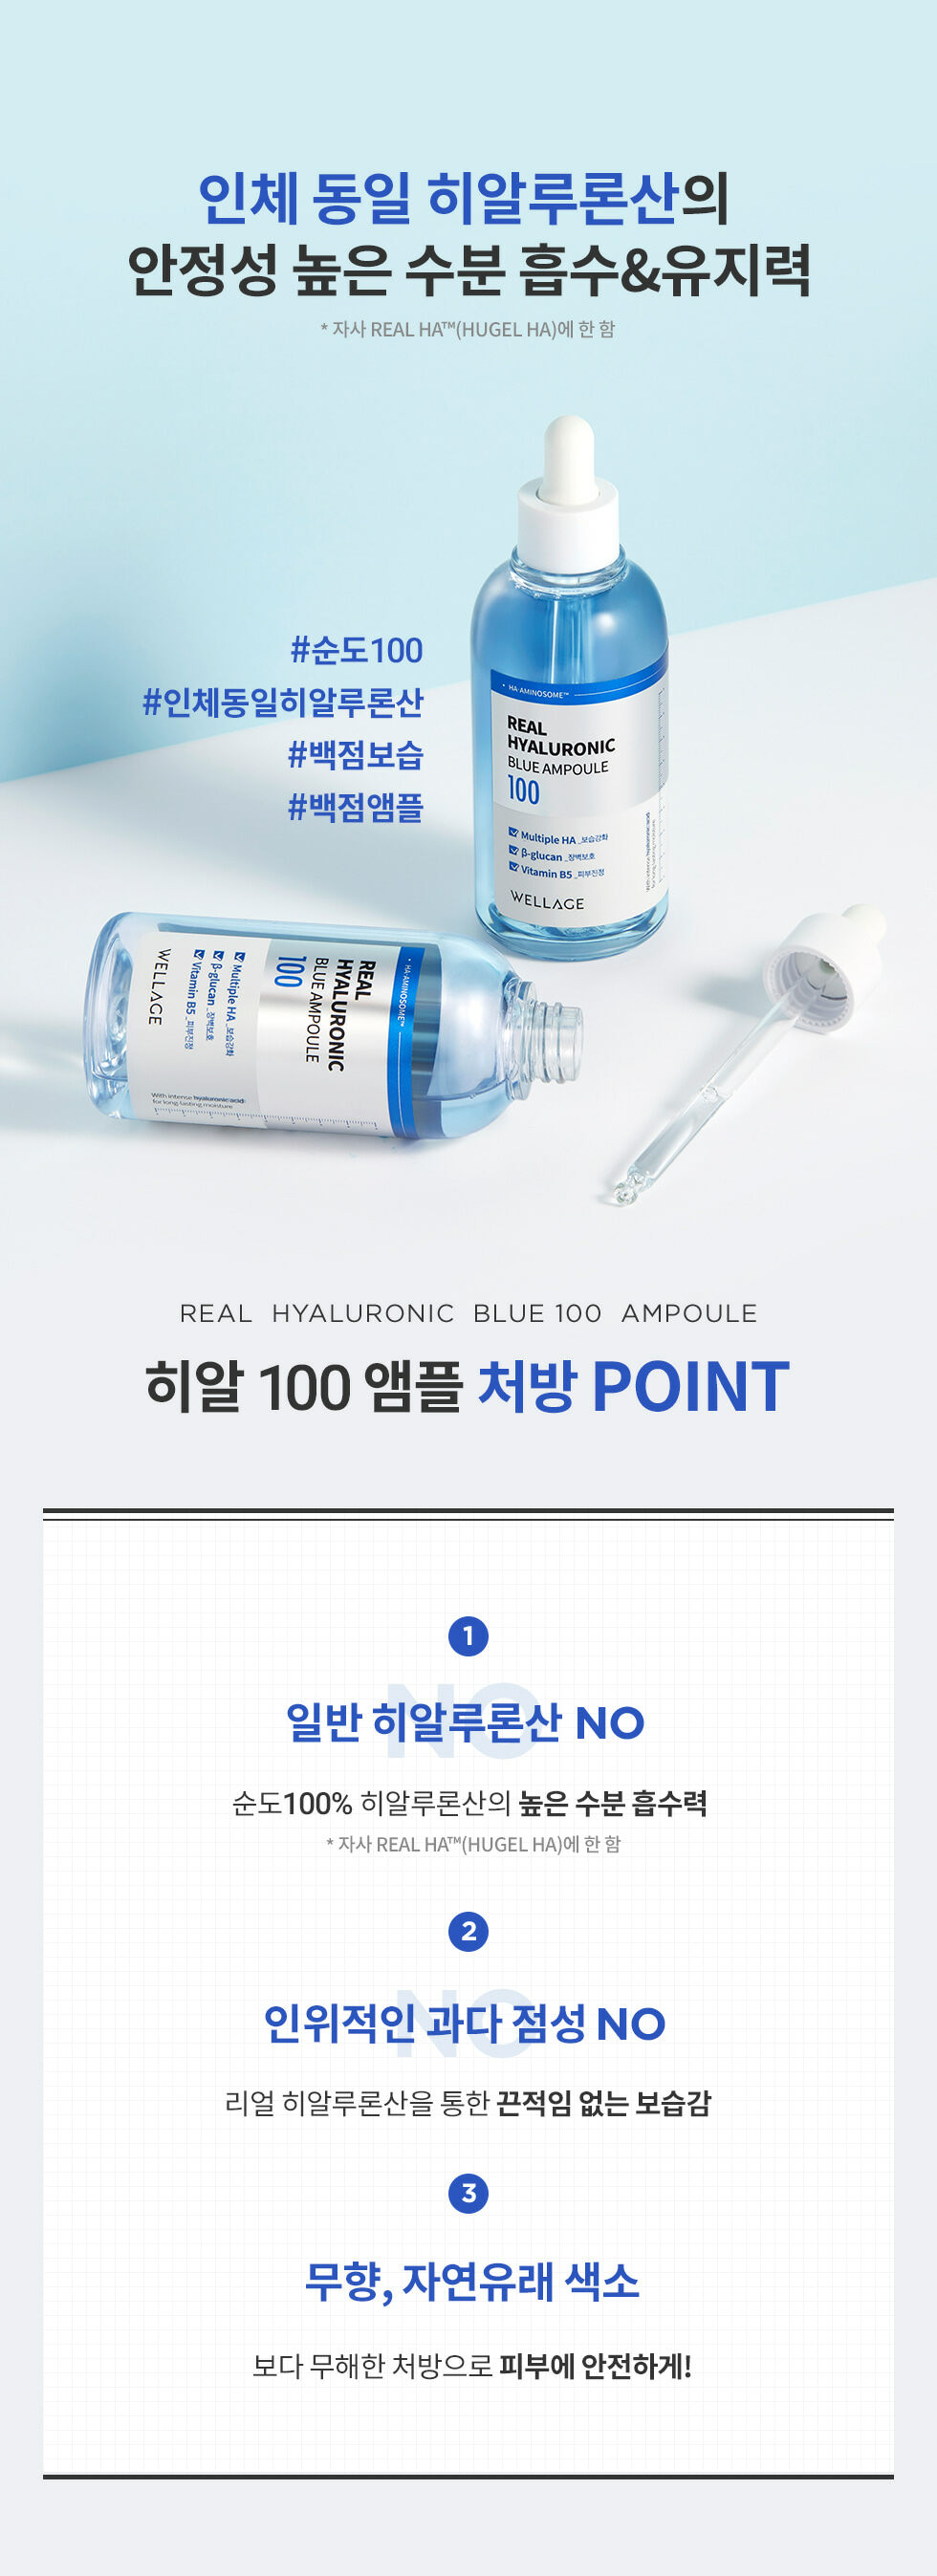 인체 동일 히알루론산의
안정성 높은 수분 흡수&유지력
* 자사 REAL HA™(HUGEL HA)에 한 함
#순도100
#인체동일히알루론산
#백점보습
#백점앰플
• HA-AMINOSOME™
REAL
HYALURONIC
BLUE AMPOULE
100
Multiple HA _보습강화
β-glucan _장벽보호
Vitamin B5 _피부진정
WELLAGE
• HA-AMINOSOME™
REAL
HYALURONIC
BLUE AMPOULE
100
Multiple HA _보습강화
β-glucan _장벽보호
Vitamin B5 _피부진정
WELLAGE
With intense hyaluronic acid
for long-lasting moisture
REAL HYALURONIC BLUE 100 AMPOULE
히알 100 앰플 처방 POINT
1
NO
일반 히알루론산 NO
순도100% 히알루론산의 높은 수분 흡수력
* 자사 REAL HA™(HUGEL HA)에 한 함
2
NO
인위적인 과다 점성 NO
리얼 히알루론산을 통한 끈적임 없는 보습감
3
무향, 자연유래 색소
보다 무해한 처방으로 피부에 안전하게!